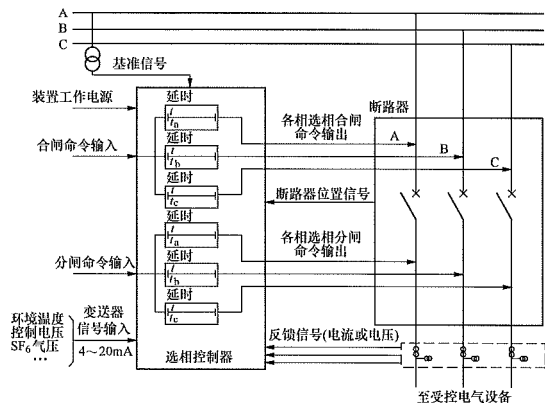 A
B
C
基准信号
装置工作电源
合闸命令输入
分闸命令输入
环境温度
控制电压
SF₆气压
…
变送器
信号输入
4～20mA
延时
t
tₐ
延时
t
t_b
延时
t
t_c
延时
t
tₐ
延时
t
t_b
延时
t
t_c
选相控制器
各相选相合闸
命令输出
断路器位置信号
各相选相分闸
命令输出
反馈信号(电流或电压)
断路器
A
B
C
至受控电气设备